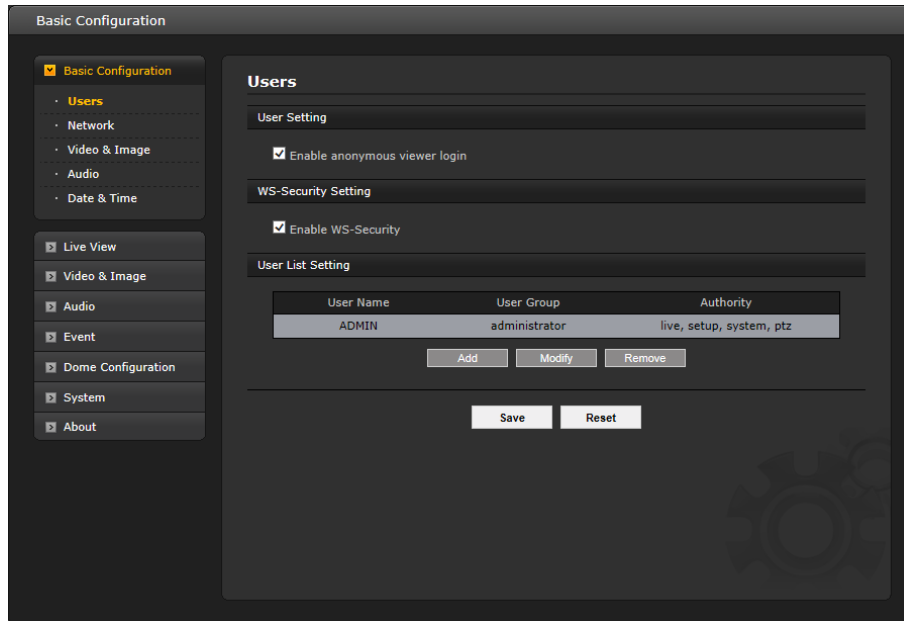 Basic Configuration
Basic Configuration
· Users
· Network
· Video & Image
· Audio
· Date & Time
Live View
Video & Image
Audio
Event
Dome Configuration
System
About
Users
User Setting
Enable anonymous viewer login
WS-Security Setting
Enable WS-Security
User List Setting
User Name User Group Authority
ADMIN administrator live, setup, system, ptz
Add Modify Remove
Save Reset